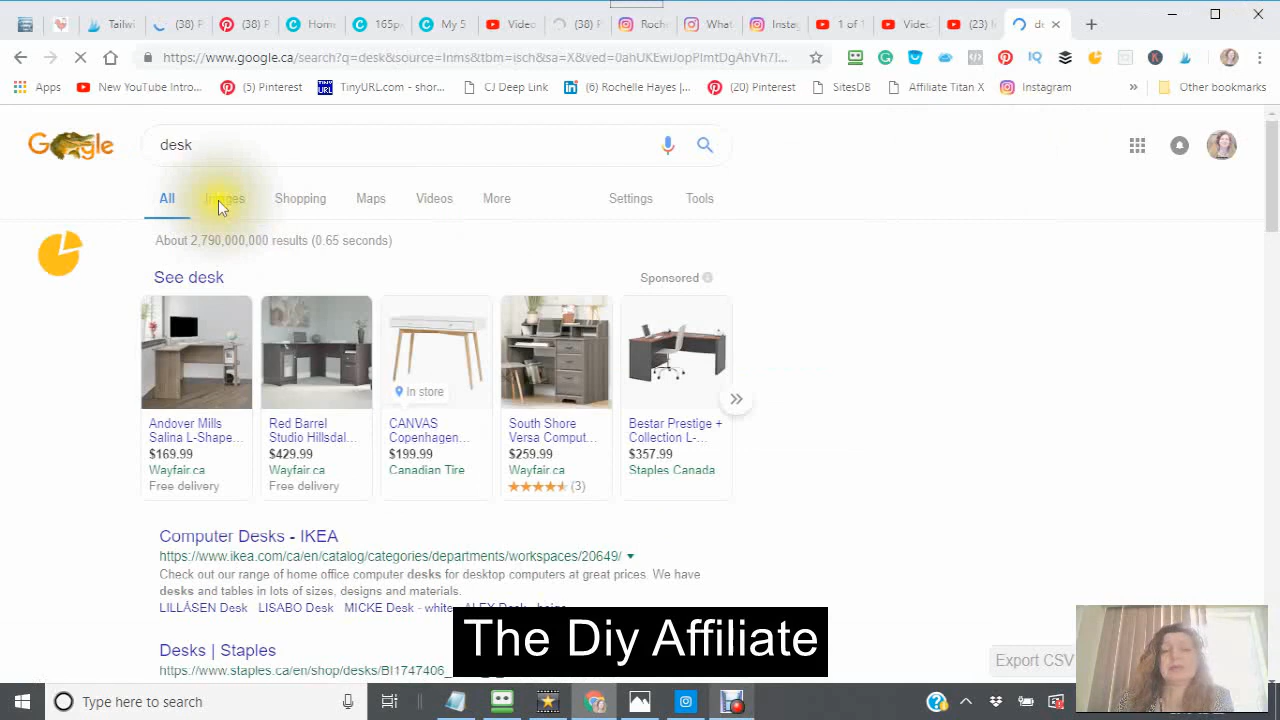 Tailwi
(38) P
(38) P
Home
165p
My 5
Video
(38) P
Roche
What
Instag
1 of 1
Video
(23) M
de
https://www.google.ca/search?q=desk&source=lnms&tbm=isch&sa=X&ved=
Apps
New YouTube Intro...
(5) Pinterest
TinyURL.com - shor...
CJ Deep Link
(6) Rochelle Hayes |...
(20) Pinterest
SitesDB
Affiliate Titan X
Instagram
»
Other bookmarks
Google
desk
All
Images
Shopping
Maps
Videos
More
Settings
Tools
About 2,790,000,000 results (0.65 seconds)
See desk
Sponsored
Andover Mills
Salina L-Shape...
$169.99
Wayfair.ca
Free delivery
Red Barrel
Studio Hillsdal...
$429.99
Wayfair.ca
Free delivery
In store
CANVAS
Copenhagen...
$199.99
Canadian Tire
South Shore
Versa Comput...
$259.99
Wayfair.ca
(3)
Bestar Prestige +
Collection L-...
$357.99
Staples Canada
Computer Desks - IKEA
https://www.ikea.com/ca/en/catalog/categories/departments/workspaces/20649/
Check out our range of home office computer desks for desktop computers at great prices. We have
desks and tables in lots of sizes, designs and materials.
LILLÅSEN Desk LISABO Desk MICKE Desk - white
Desks | Staples
https://www.staples.ca/en/shop/desks/BI1747406_
The Diy Affiliate
Export CSV
Type here to search